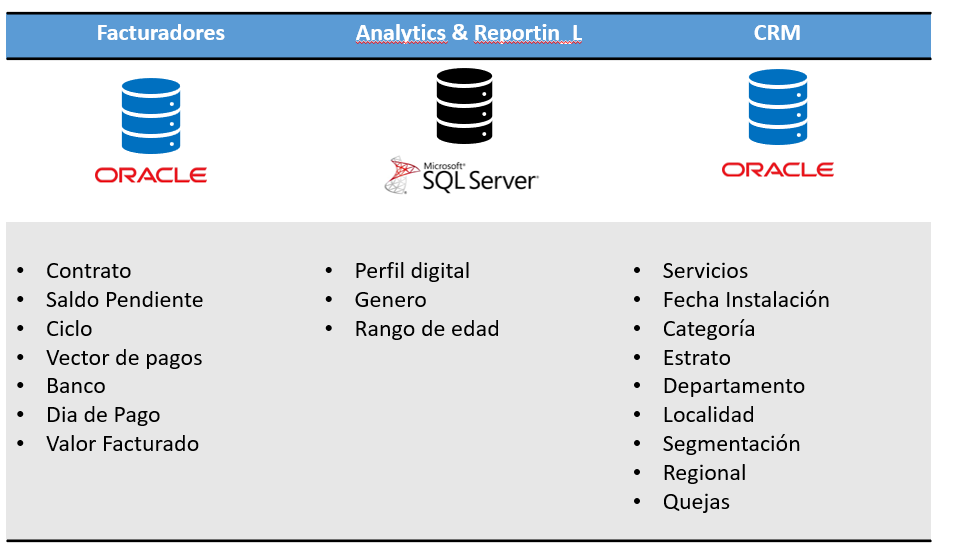 Facturadores
Analytics & Reportin_L
CRM
ORACLE
Microsoft®
SQL Server®
ORACLE
• Contrato
• Saldo Pendiente
• Ciclo
• Vector de pagos
• Banco
• Dia de Pago
• Valor Facturado
• Perfil digital
• Genero
• Rango de edad
• Servicios
• Fecha Instalación
• Categoría
• Estrato
• Departamento
• Localidad
• Segmentación
• Regional
• Quejas